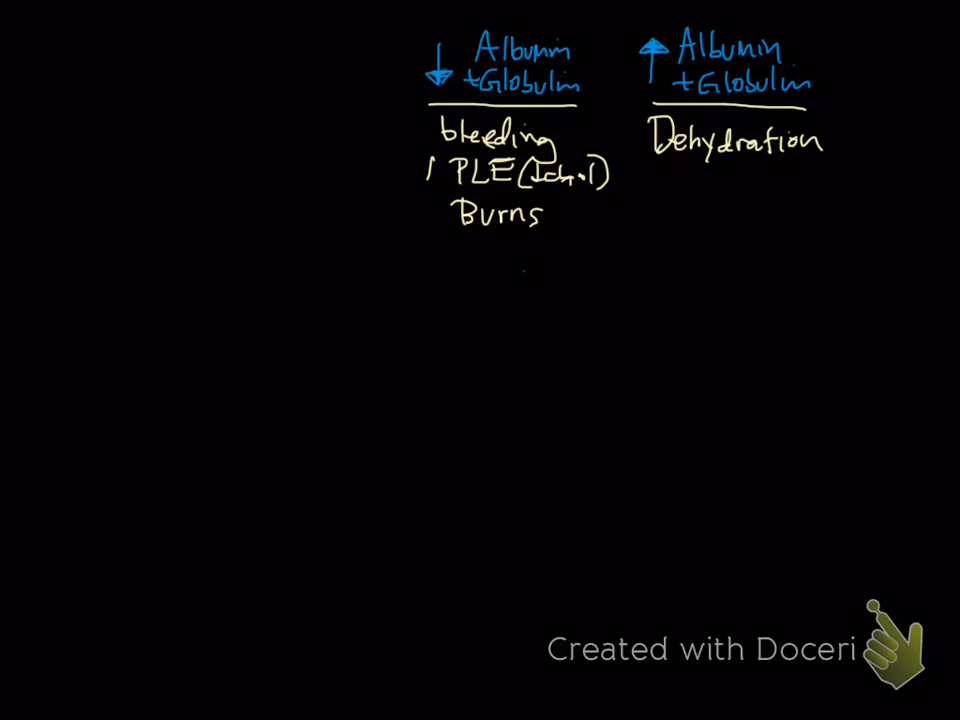 ↓ Albumin
+Globulin
bleeding
PLE
Burns
↑ Albumin
+Globulin
Dehydration
Created with Doceri